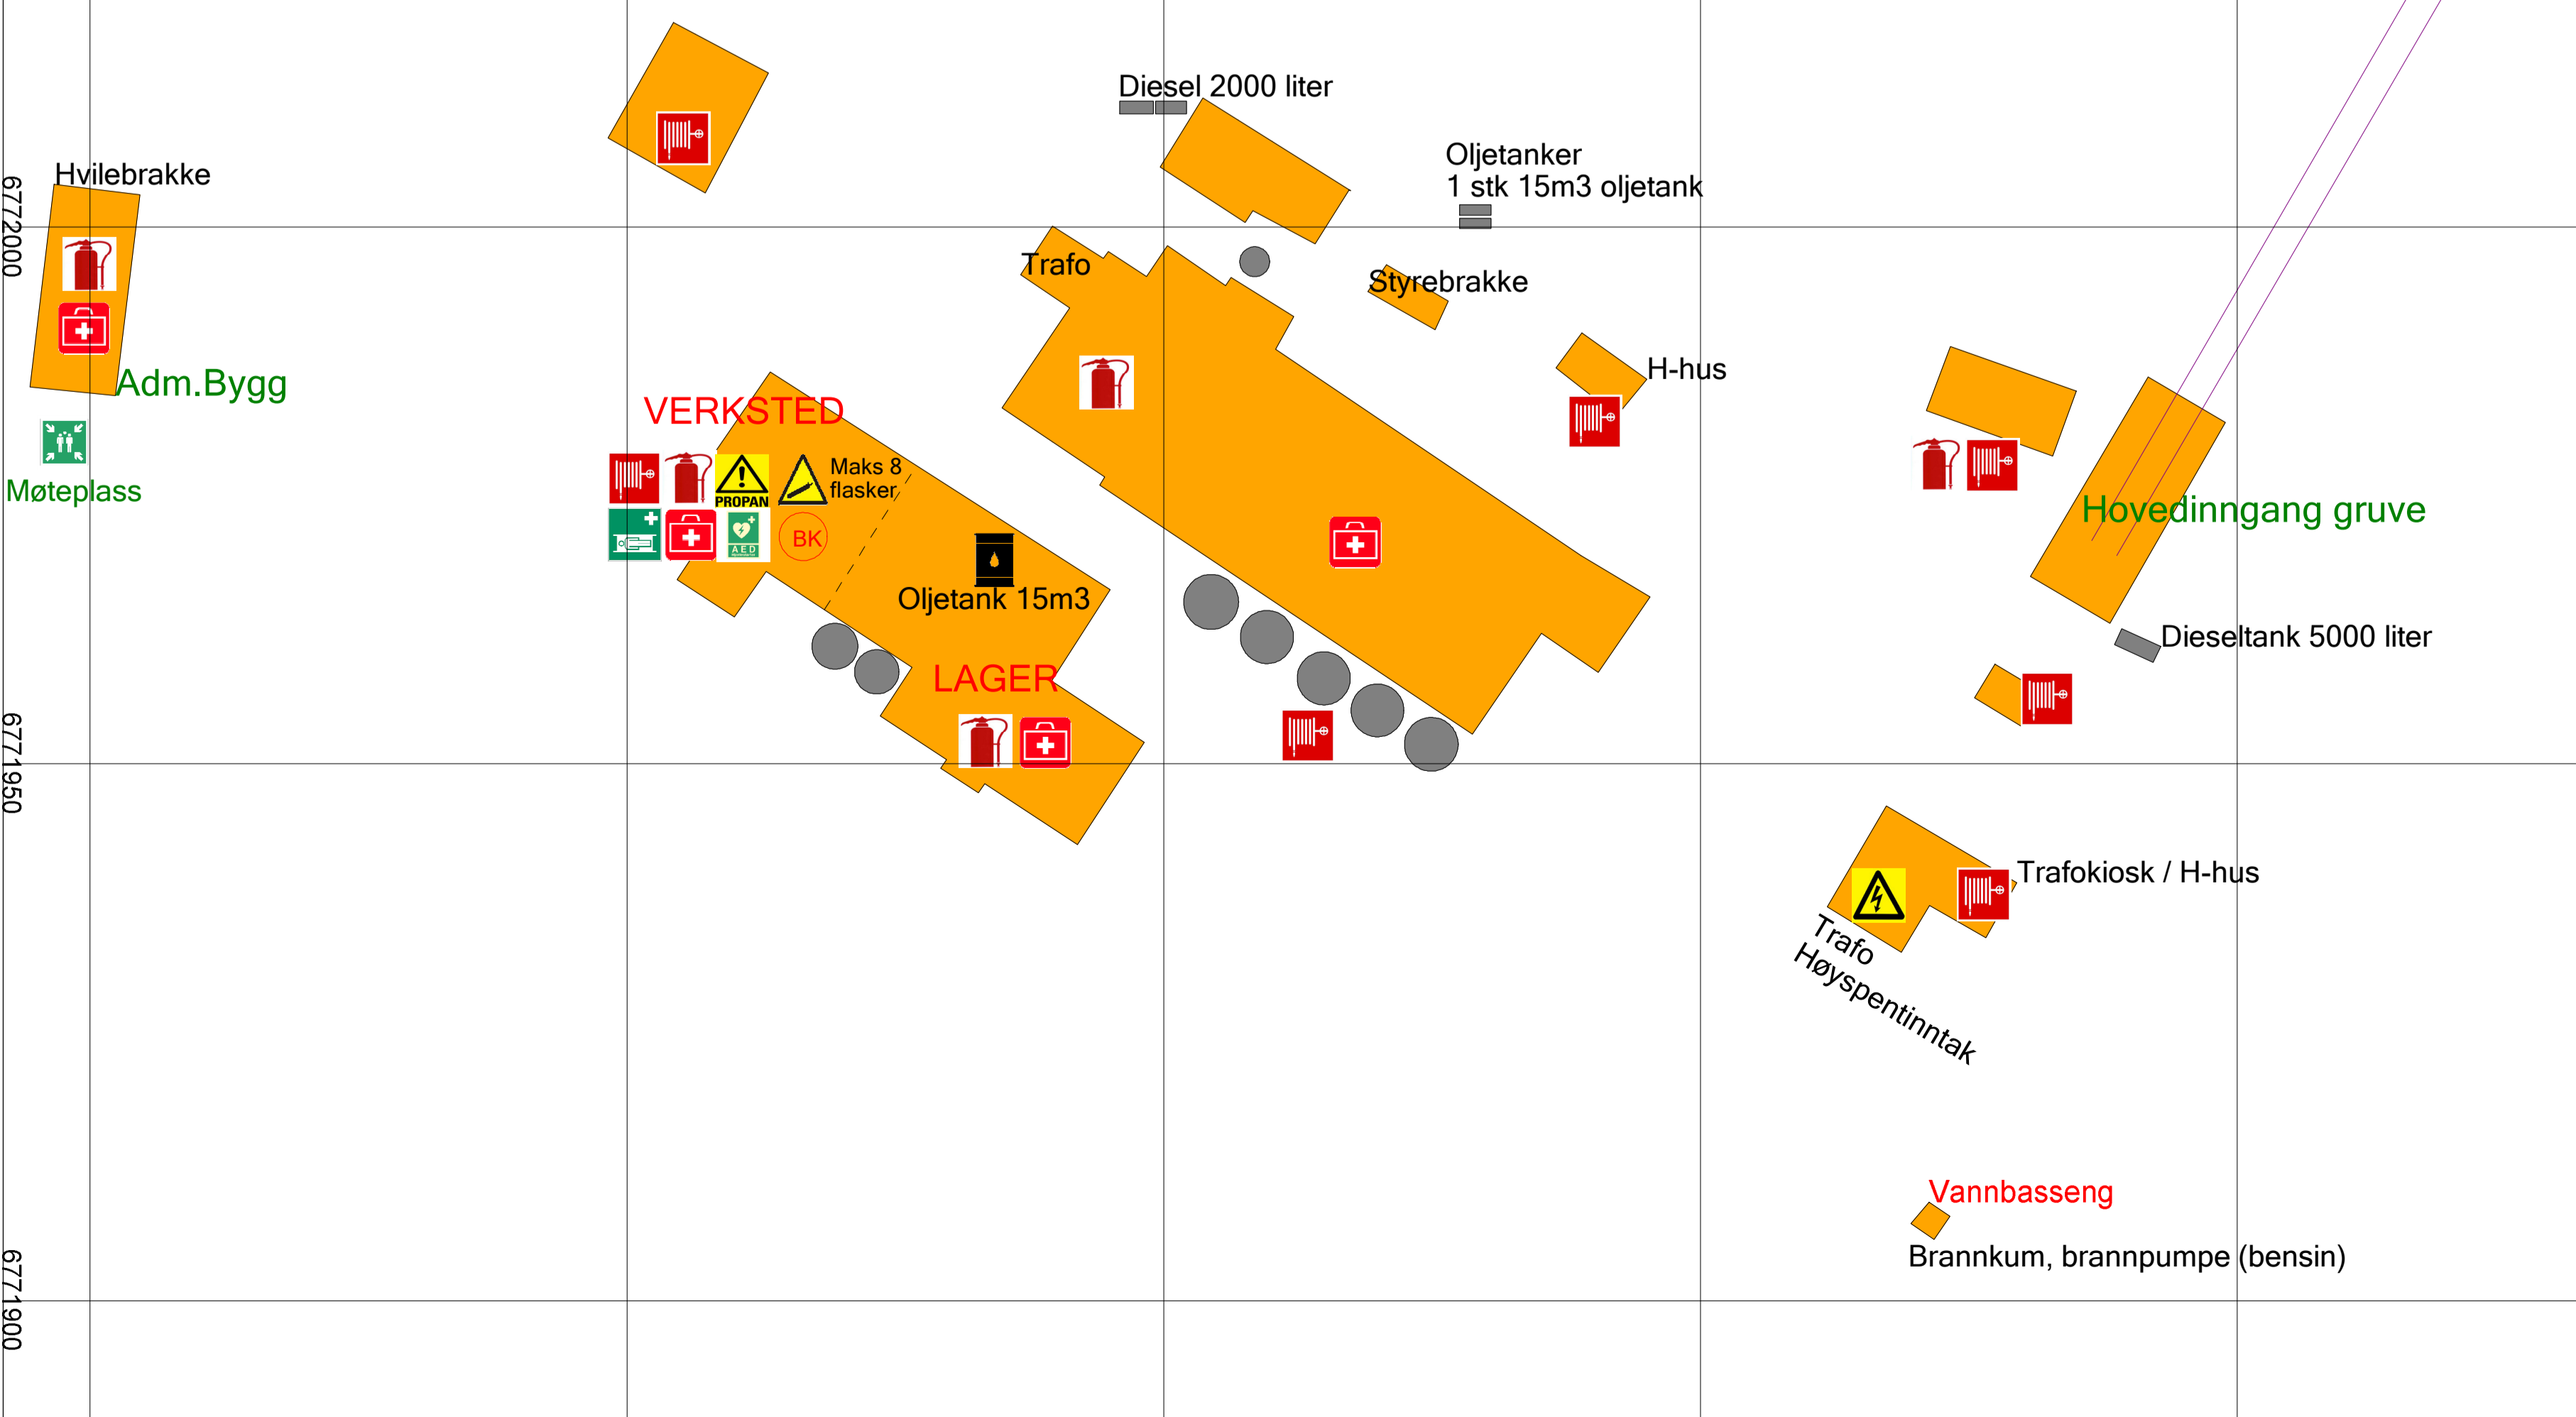 Diesel 2000 liter
Oljetanker
1 stk 15m3 oljetank
Hvilebrakke
6772000
Trafo
Styrebrakke
H-hus
Adm.Bygg
VERKSTED
Maks 8
flasker
PROPAN
Møteplass
Hovedinngang gruve
AED
BK
Oljetank 15m3
Dieseltank 5000 liter
LAGER
6771950
Trafokiosk / H-hus
Trafo
Høyspentinntak
Vannbasseng
Brannkum, brannpumpe (bensin)
6771900